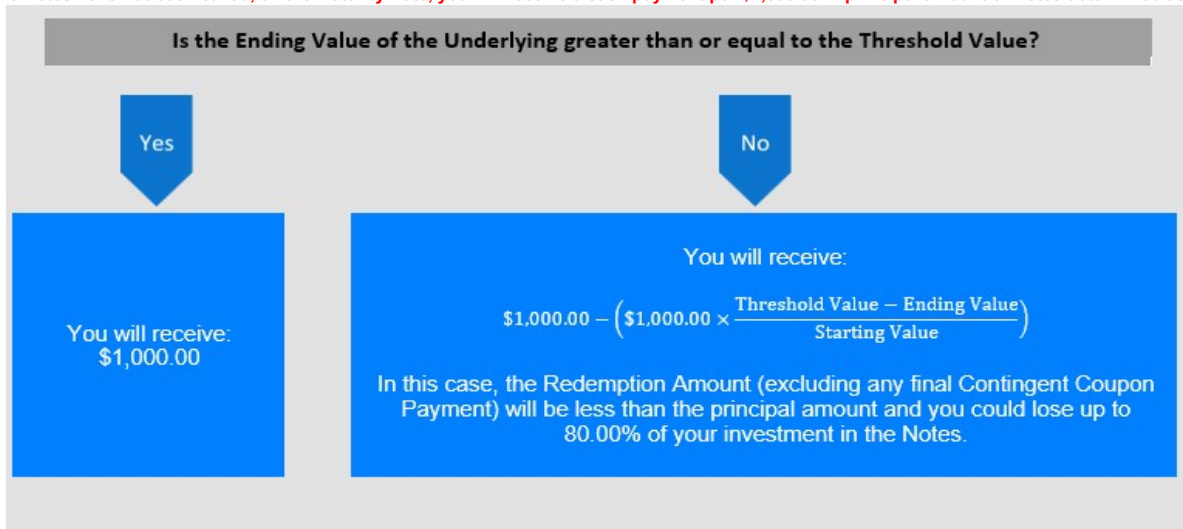 Is the Ending Value of the Underlying greater than or equal to the Threshold Value?
Yes
No
You will receive:
$1,000.00
You will receive:
$1,000.00 − ($1,000.00 × (Threshold Value − Ending Value) / Starting Value)
In this case, the Redemption Amount (excluding any final Contingent Coupon
Payment) will be less than the principal amount and you could lose up to
80.00% of your investment in the Notes.